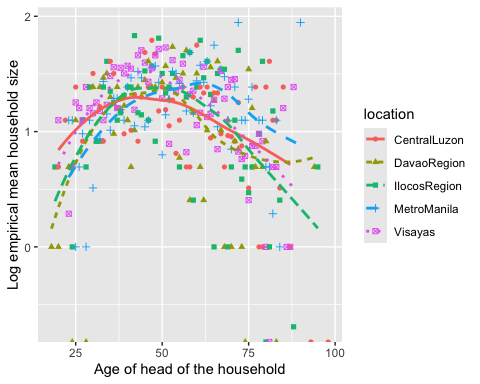 2
1
0
25
50
75
100
Log empirical mean household size
Age of head of the household
location
CentralLuzon
DavaoRegion
IlocosRegion
MetroManila
Visayas